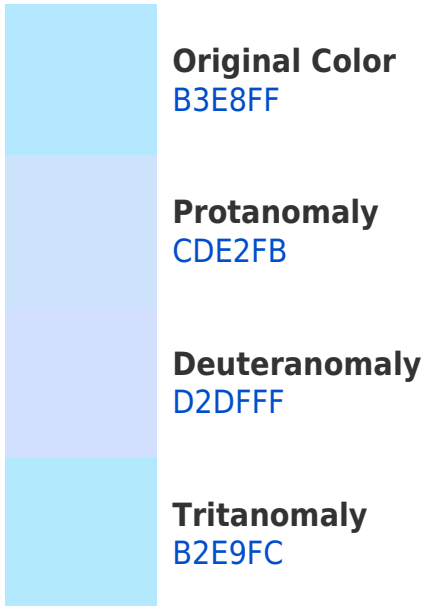 Original Color
B3E8FF
Protanomaly
CDE2FB
Deuteranomaly
D2DFFF
Tritanomaly
B2E9FC